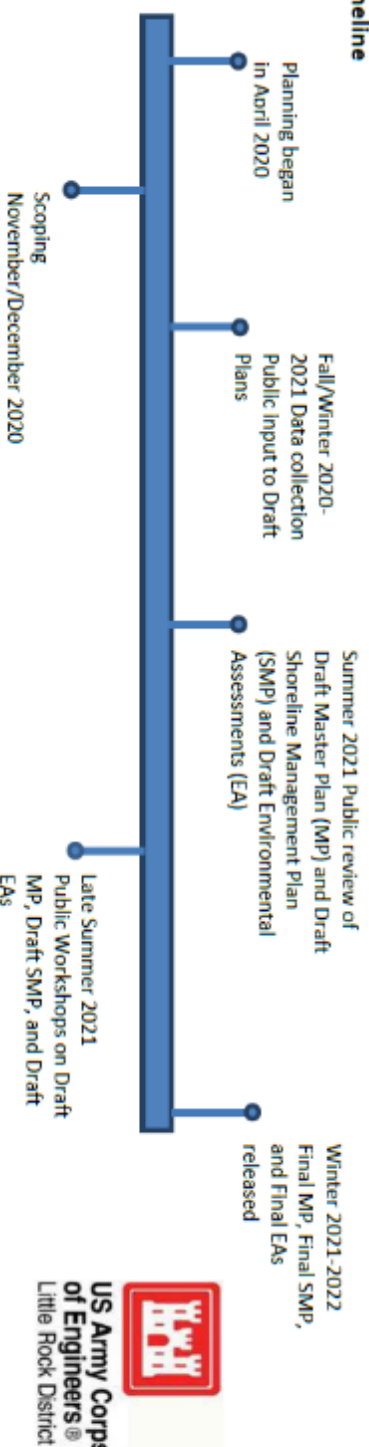 neline
Planning began
in April 2020
Scoping
November/December 2020
Fall/Winter 2020-
2021 Data collection
Public Input to Draft
Plans
Summer 2021 Public review of
Draft Master Plan (MP) and Draft
Shoreline Management Plan
(SMP) and Draft Environmental
Assessments (EA)
Late Summer 2021
Public Workshops on Draft
MP, Draft SMP, and Draft
EAs
Winter 2021-2022
Final MP, Final SMP,
and Final EAs
released
US Army Corps
of Engineers®
Little Rock District